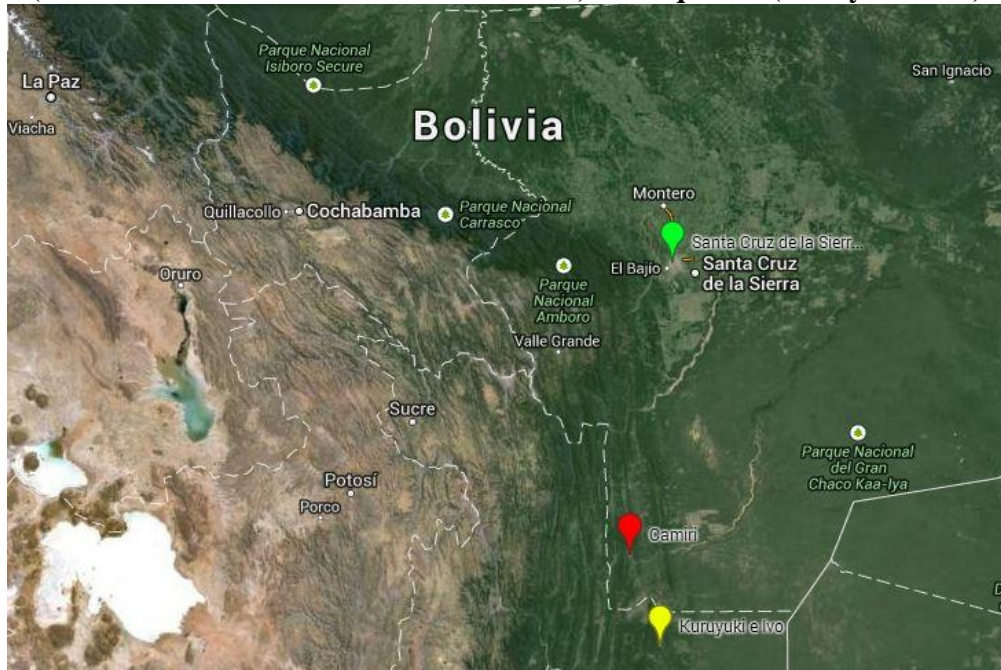 Parque Nacional
Isiboro Secure
San Ignacio
La Paz
Viacha
Bolivia
Montero
Quillacollo
Cochabamba
Parque Nacional
Carrasco
Santa Cruz de la Sierr...
El Bajío
Santa Cruz
de la Sierra
Oruro
Parque
Nacional
Amboro
Valle Grande
Sucre
Parque Nacional
del Gran
Chaco Kaa-Iya
Potosí
Porco
Camiri
Kuruyuki e Ivo